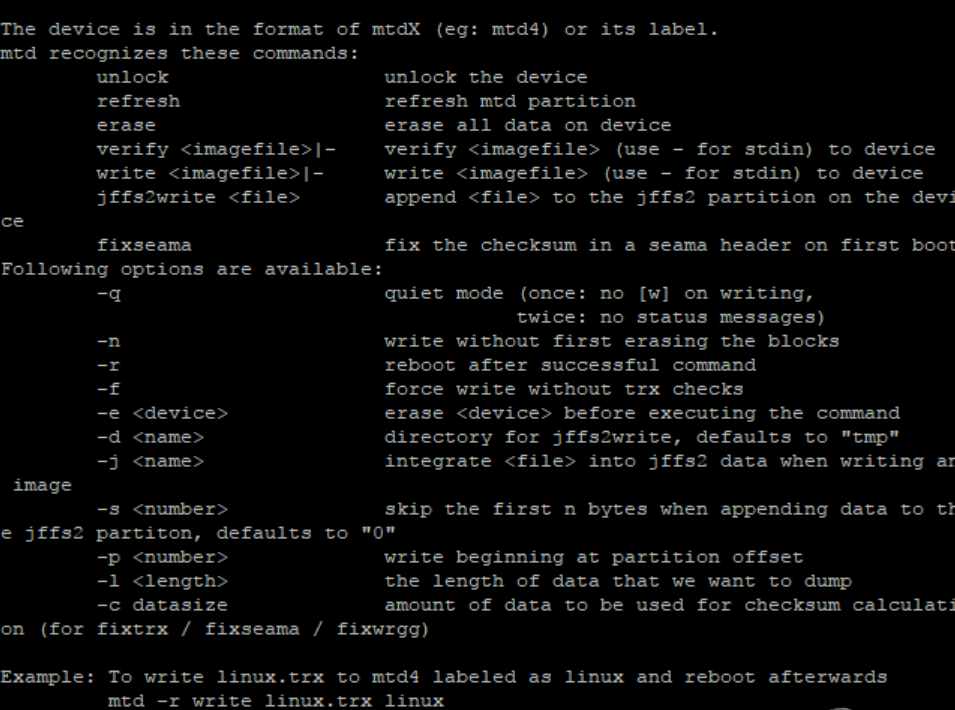 The device is in the format of mtdX (eg: mtd4) or its label.
mtd recognizes these commands:
        unlock                  unlock the device
        refresh                 refresh mtd partition
        erase                   erase all data on device
        verify <imagefile>|-    verify <imagefile> (use - for stdin) to device
        write <imagefile>|-     write <imagefile> (use - for stdin) to device
        jffs2write <file>       append <file> to the jffs2 partition on the devi
ce
        fixseama                fix the checksum in a seama header on first boot
Following options are available:
        -q                      quiet mode (once: no [w] on writing,
                                           twice: no status messages)
        -n                      write without first erasing the blocks
        -r                      reboot after successful command
        -f                      force write without trx checks
        -e <device>             erase <device> before executing the command
        -d <name>               directory for jffs2write, defaults to "tmp"
        -j <name>               integrate <file> into jffs2 data when writing an
 image
        -s <number>             skip the first n bytes when appending data to th
e jffs2 partiton, defaults to "0"
        -p <number>             write beginning at partition offset
        -l <length>             the length of data that we want to dump
        -c datasize             amount of data to be used for checksum calculati
on (for fixtrx / fixseama / fixwrgg)

Example: To write linux.trx to mtd4 labeled as linux and reboot afterwards
         mtd -r write linux.trx linux